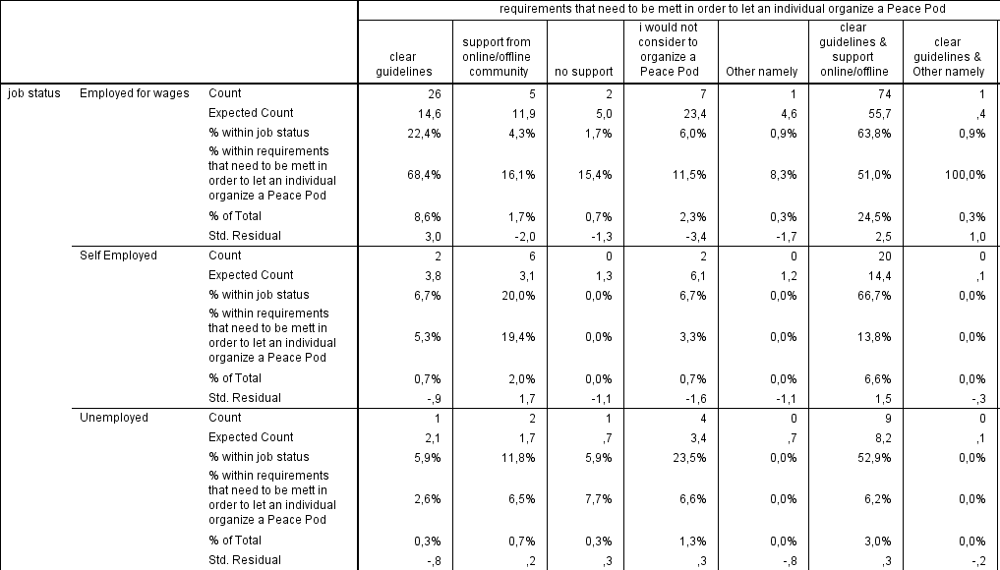 requirements that need to be mett in order to let an individual organize a Peace Pod
clear guidelines | support from online/offline community | no support | i would not consider to organize a Peace Pod | Other namely | clear guidelines & support online/offline | clear guidelines & Other namely
job status Employed for wages Count 26 5 2 7 1 74 1
Expected Count 14,6 11,9 5,0 23,4 4,6 55,7 ,4
% within job status 22,4% 4,3% 1,7% 6,0% 0,9% 63,8% 0,9%
% within requirements
that need to be mett in
order to let an individual
organize a Peace Pod 68,4% 16,1% 15,4% 11,5% 8,3% 51,0% 100,0%
% of Total 8,6% 1,7% 0,7% 2,3% 0,3% 24,5% 0,3%
Std. Residual 3,0 -2,0 -1,3 -3,4 -1,7 2,5 1,0
Self Employed Count 2 6 0 2 0 20 0
Expected Count 3,8 3,1 1,3 6,1 1,2 14,4 ,1
% within job status 6,7% 20,0% 0,0% 6,7% 0,0% 66,7% 0,0%
% within requirements
that need to be mett in
order to let an individual
organize a Peace Pod 5,3% 19,4% 0,0% 3,3% 0,0% 13,8% 0,0%
% of Total 0,7% 2,0% 0,0% 0,7% 0,0% 6,6% 0,0%
Std. Residual -,9 1,7 -1,1 -1,6 -1,1 1,5 -,3
Unemployed Count 1 2 1 4 0 9 0
Expected Count 2,1 1,7 ,7 3,4 ,7 8,2 ,1
% within job status 5,9% 11,8% 5,9% 23,5% 0,0% 52,9% 0,0%
% within requirements
that need to be mett in
order to let an individual
organize a Peace Pod 2,6% 6,5% 7,7% 6,6% 0,0% 6,2% 0,0%
% of Total 0,3% 0,7% 0,3% 1,3% 0,0% 3,0% 0,0%
Std. Residual -,8 ,2 ,3 ,3 -,8 ,3 -,2